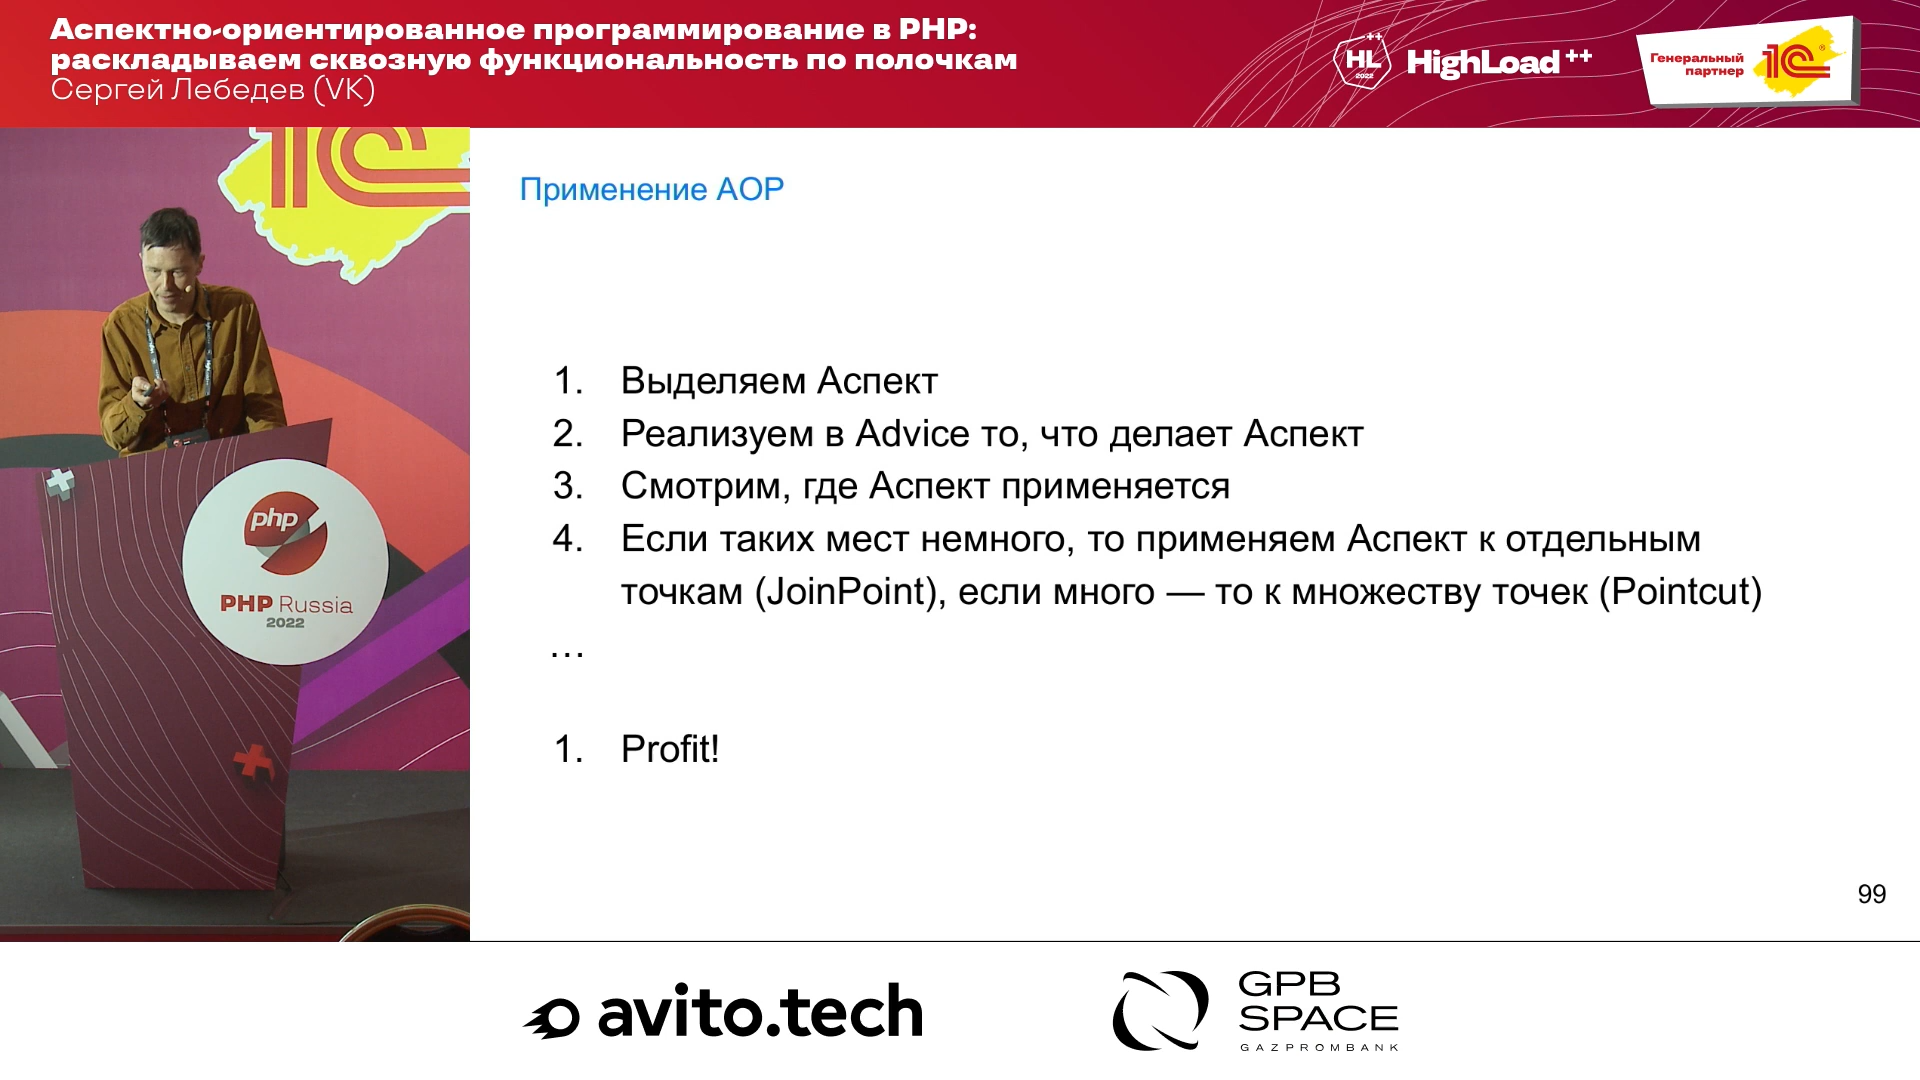 Аспектно-ориентированное программирование в PHP:
раскладываем сквозную функциональность по полочкам
Сергей Лебедев (VK)
HL++
2022
HighLoad++
Генеральный
партнер
1С
1С
php
PHP Russia
2022
Применение AOP
1. Выделяем Аспект
2. Реализуем в Advice то, что делает Аспект
3. Смотрим, где Аспект применяется
4. Если таких мест немного, то применяем Аспект к отдельным
точкам (JoinPoint), если много — то к множеству точек (Pointcut)
…
1. Profit!
99
avito.tech
GPB
SPACE
GAZPROMBANK